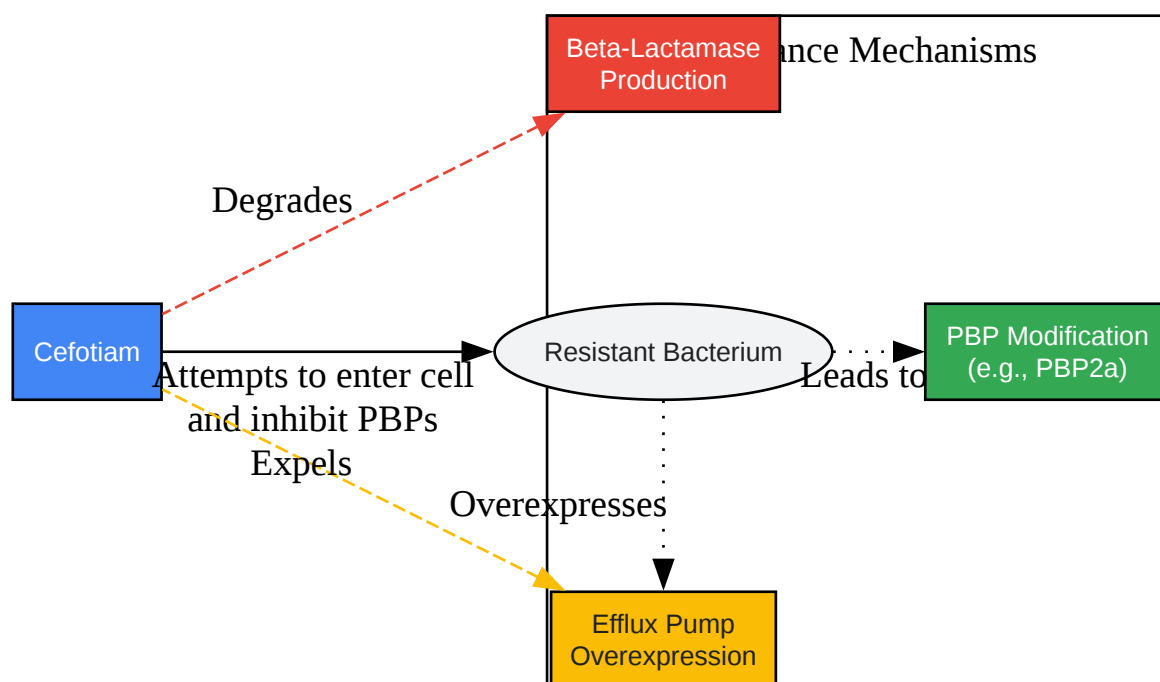 Beta-Lactamase
Production
Mechanisms
Degrades
Cefotiam
Resistant Bacterium
PBP Modification
(e.g., PBP2a)
Attempts to enter cell
and inhibit PBPs
Leads to
Expels
Overexpresses
Efflux Pump
Overexpression